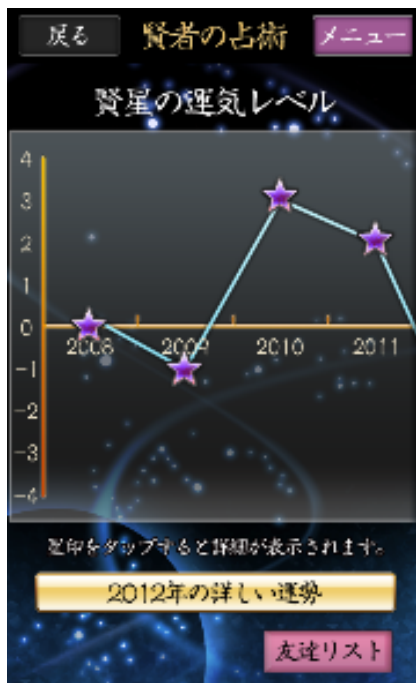 戻る 賢者の占術 メニュー
賢星の運気レベル
4
3
2
1
0
2008 2009 2010 2011
-1
-2
-3
-4
星印をタップすると詳細が表示されます。
2012年の詳しい運勢
友達リスト